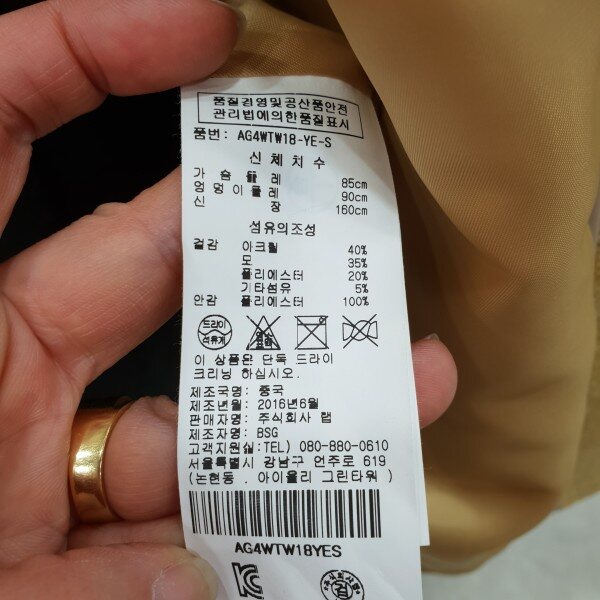 품질경영및공산품안전
관리법에의한품질표시
품번: AG4WTW18-YE-S
신체치수
가슴둘레 85cm
엉덩이둘레 90cm
신장 160cm
섬유의조성
겉감 아크릴 40%
모 35%
폴리에스터 20%
기타섬유 5%
안감 폴리에스터 100%
드라이
석유계
이 상품은 단독 드라이
크리닝 하십시오.
제조국명: 중국
제조년월: 2016년6월
판매자명: 주식회사 랩
제조자명: BSG
고객지원실:TEL) 080-880-0610
서울특별시 강남구 언주로 619
(논현동 . 아이올리 그린타워 )
AG4WTW18YES
검